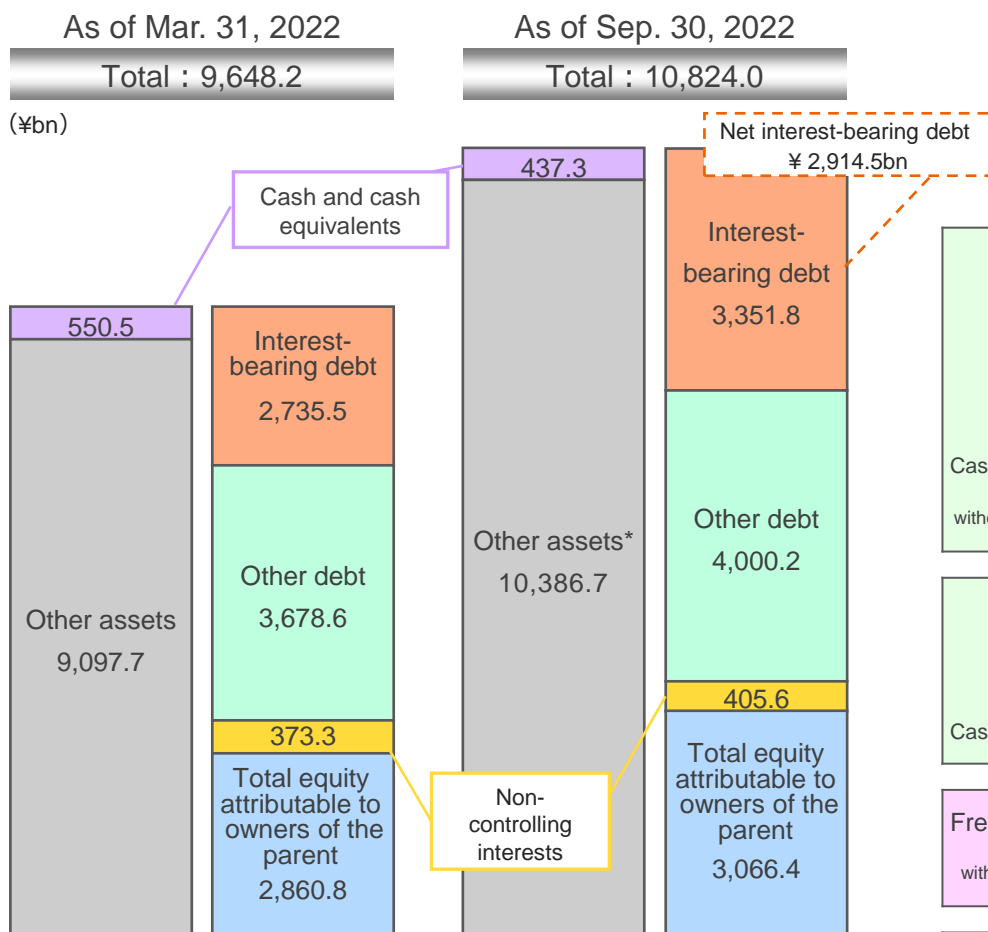 As of Mar. 31, 2022
Total : 9,648.2
As of Sep. 30, 2022
Total : 10,824.0
(¥bn)
Net interest-bearing debt
¥ 2,914.5bn
Cash and cash
equivalents
550.5
Other assets
9,097.7
Interest-
bearing debt
2,735.5
Other debt
3,678.6
373.3
Total equity
attributable to
owners of the
parent
2,860.8
437.3
Other assets*
10,386.7
Interest-
bearing debt
3,351.8
Other debt
4,000.2
405.6
Total equity
attributable to
owners of the
parent
3,066.4
Non-
controlling
interests